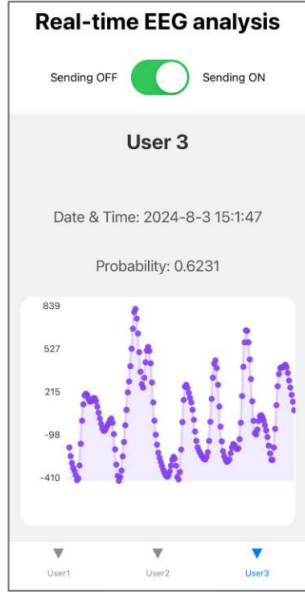 Real-time EEG analysis
Sending OFF Sending ON
User 3
Date & Time: 2024-8-3 15:1:47
Probability: 0.6231
839
527
215
-98
-410
User1 User2 User3